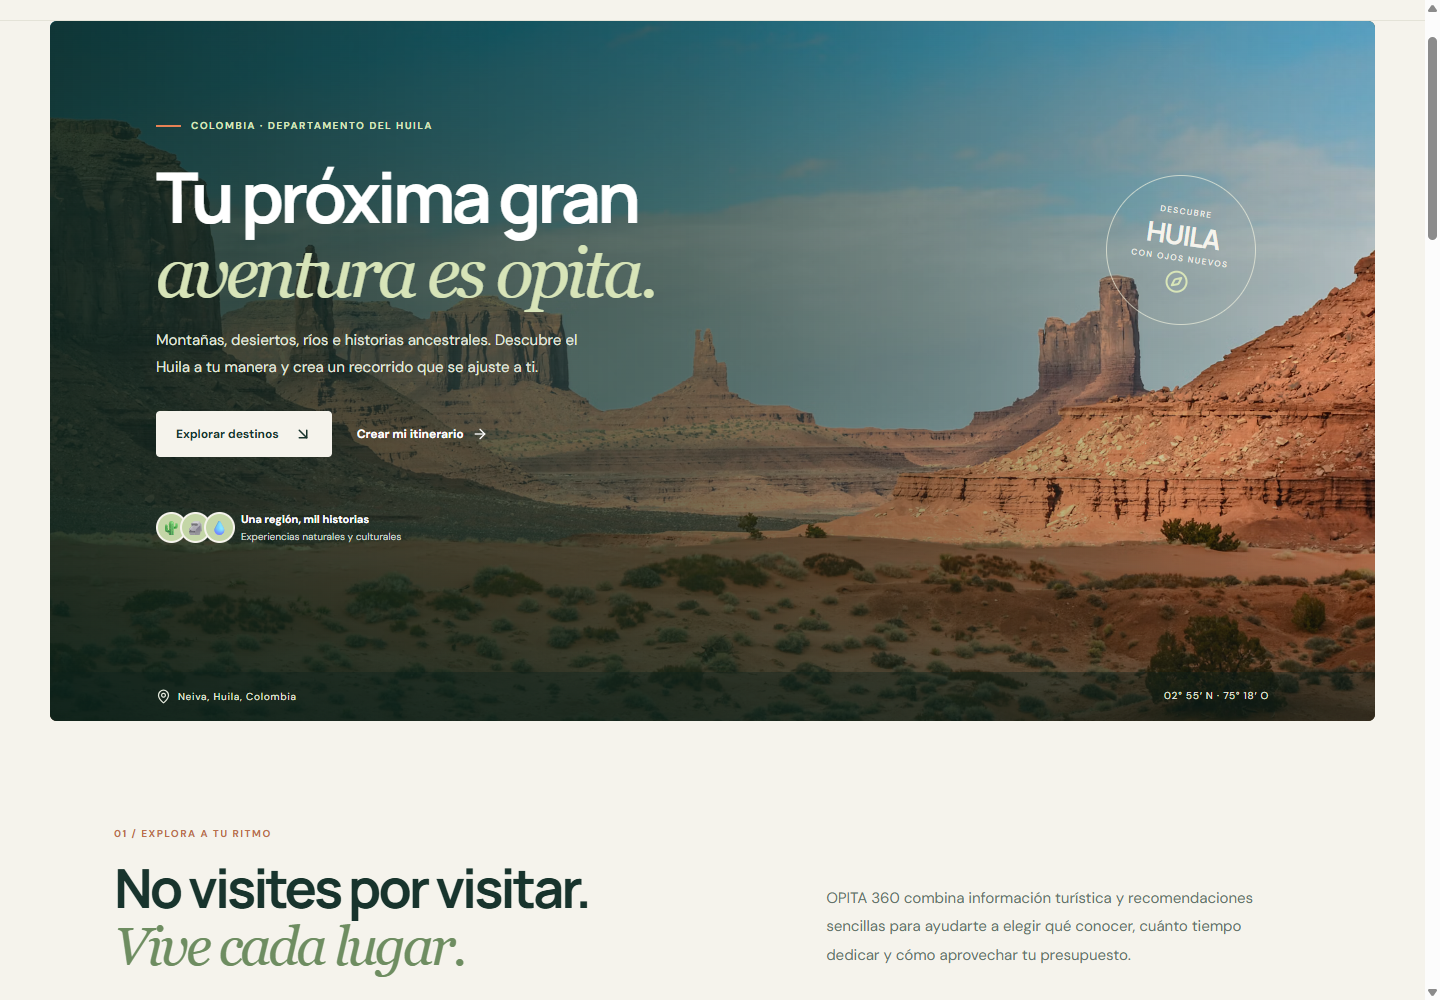 COLOMBIA · DEPARTAMENTO DEL HUILA
Tu próxima gran
aventura es opita.
Montañas, desiertos, ríos e historias ancestrales. Descubre el
Huila a tu manera y crea un recorrido que se ajuste a ti.
Explorar destinos
Crear mi itinerario
Una región, mil historias
Experiencias naturales y culturales
DESCUBRE
HUILA
CON OJOS NUEVOS
Neiva, Huila, Colombia
02° 55′ N · 75° 18′ O
01 / EXPLORA A TU RITMO
No visites por visitar.
Vive cada lugar.
OPITA 360 combina información turística y recomendaciones
sencillas para ayudarte a elegir qué conocer, cuánto tiempo
dedicar y cómo aprovechar tu presupuesto.